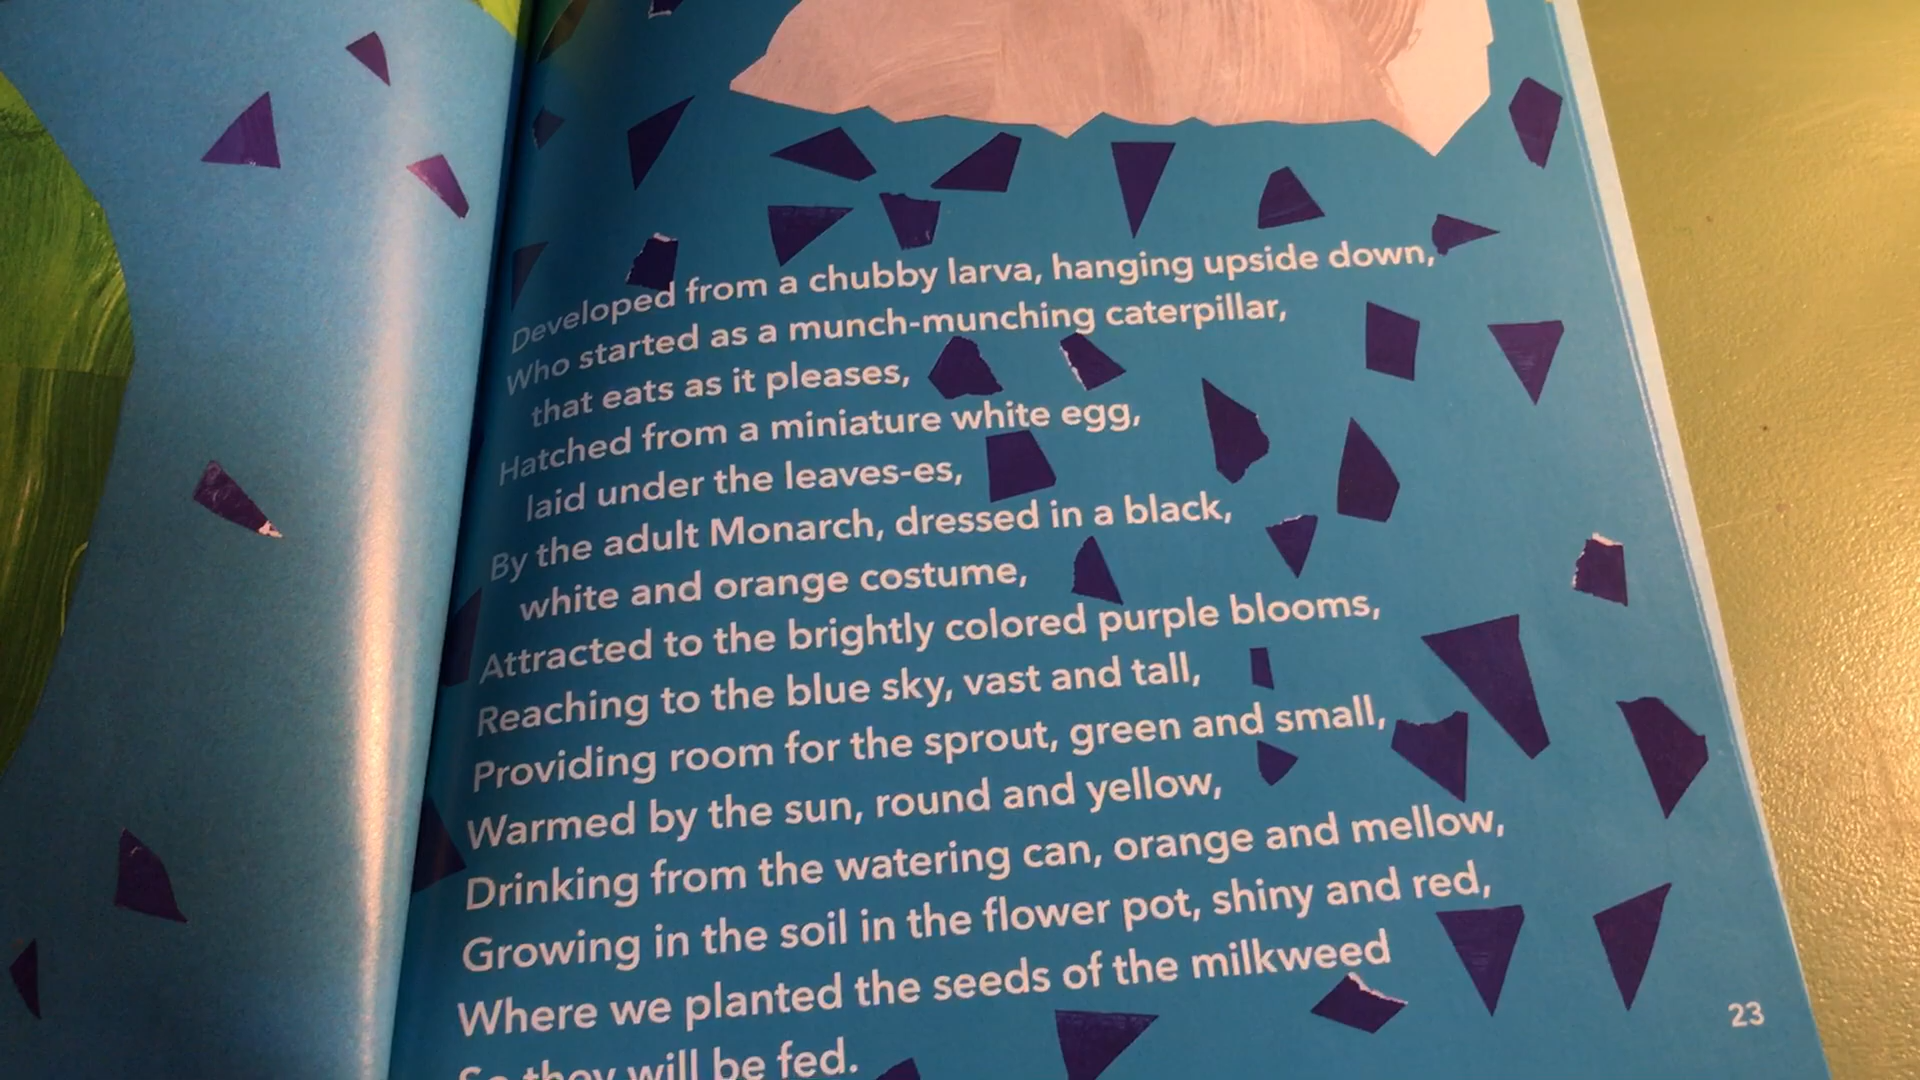 Developed from a chubby larva, hanging upside down,
Who started as a munch-munching caterpillar,
that eats as it pleases,
Hatched from a miniature white egg,
laid under the leaves-es,
By the adult Monarch, dressed in a black,
white and orange costume,
Attracted to the brightly colored purple blooms,
Reaching to the blue sky, vast and tall,
Providing room for the sprout, green and small,
Warmed by the sun, round and yellow,
Drinking from the watering can, orange and mellow,
Growing in the soil in the flower pot, shiny and red,
Where we planted the seeds of the milkweed
So they will be fed.
23